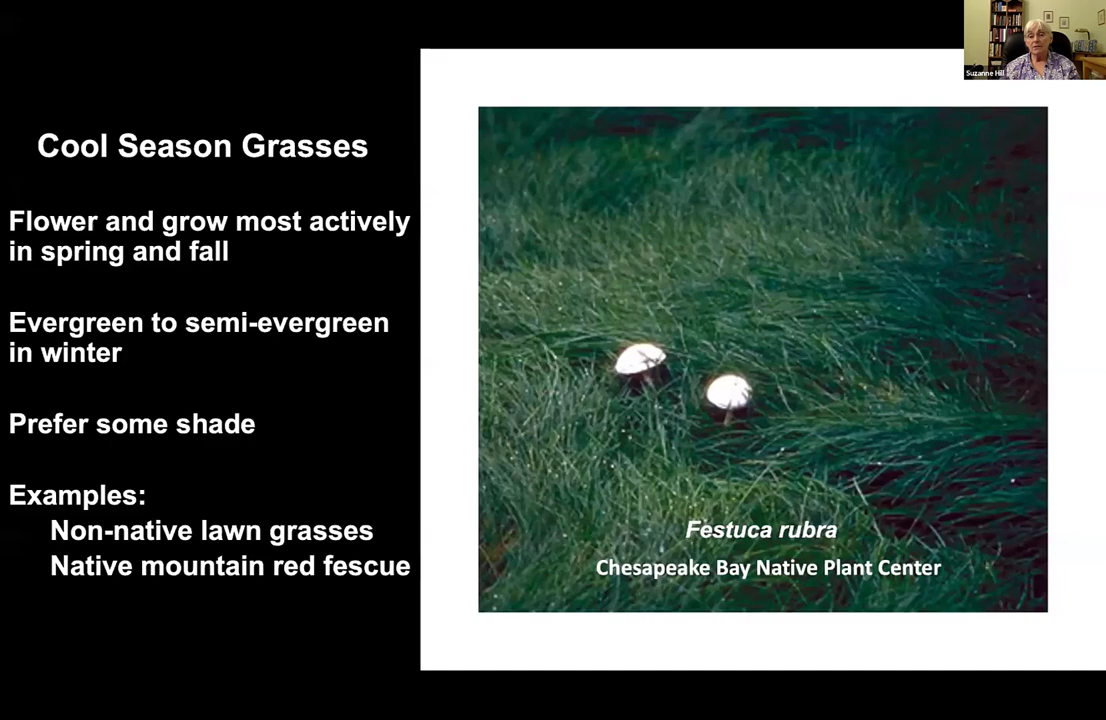 Cool Season Grasses
Flower and grow most actively
in spring and fall
Evergreen to semi-evergreen
in winter
Prefer some shade
Examples:
Non-native lawn grasses
Native mountain red fescue
Festuca rubra
Chesapeake Bay Native Plant Center
Suzanne Hill